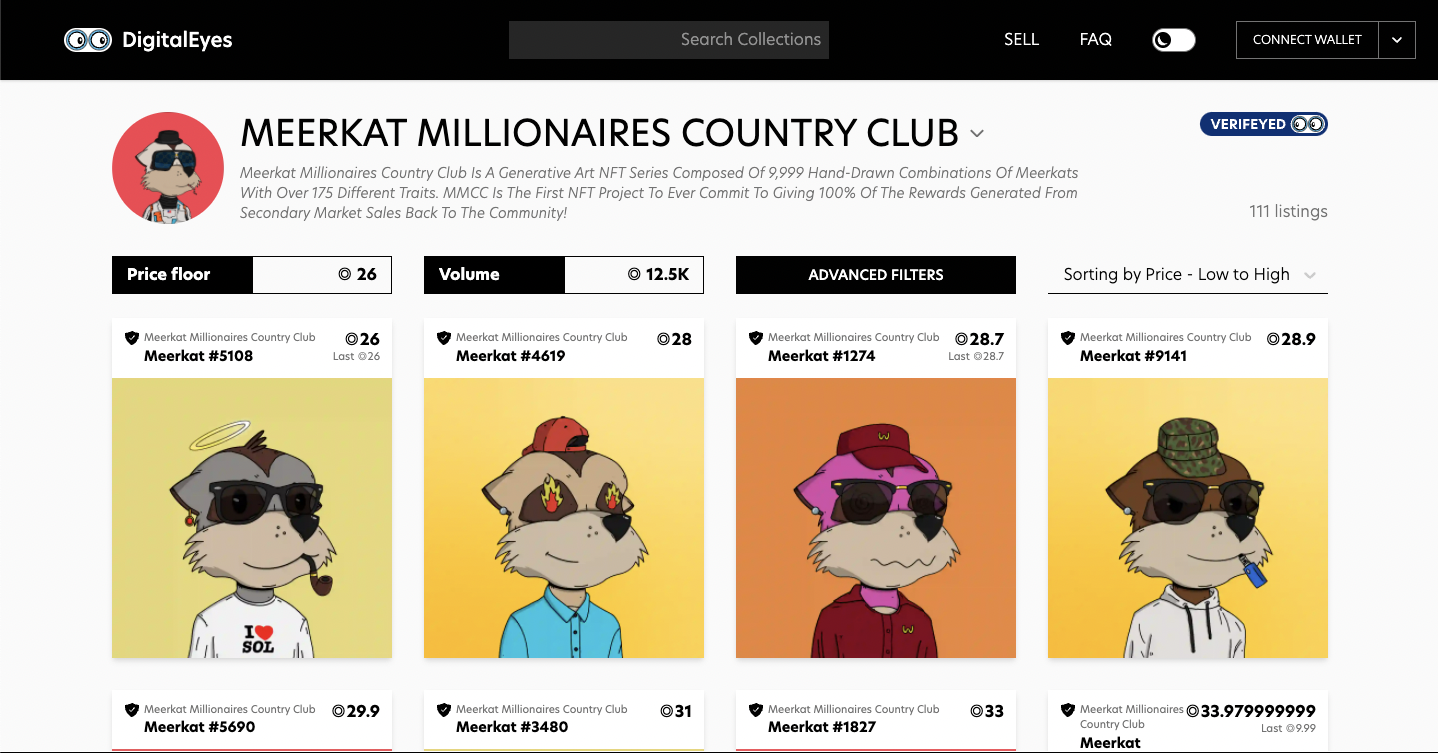 DigitalEyes
Search Collections
SELL
FAQ
CONNECT WALLET
MEERKAT MILLIONAIRES COUNTRY CLUB
VERIFEYED
Meerkat Millionaires Country Club Is A Generative Art NFT Series Composed Of 9,999 Hand-Drawn Combinations Of Meerkats
With Over 175 Different Traits. MMCC Is The First NFT Project To Ever Commit To Giving 100% Of The Rewards Generated From
Secondary Market Sales Back To The Community!
111 listings
Price floor
26
Volume
12.5K
ADVANCED FILTERS
Sorting by Price - Low to High
Meerkat Millionaires Country Club
26
Meerkat #5108
Last 26
I ❤ SOL
Meerkat Millionaires Country Club
28
Meerkat #4619
Meerkat Millionaires Country Club
28.7
Meerkat #1274
Last 28.7
W
W
Meerkat Millionaires Country Club
28.9
Meerkat #9141
Meerkat Millionaires Country Club
29.9
Meerkat #5690
Meerkat Millionaires Country Club
31
Meerkat #3480
Meerkat Millionaires Country Club
33
Meerkat #1827
Meerkat Millionaires
Country Club
33.979999999
Last 9.99
Meerkat